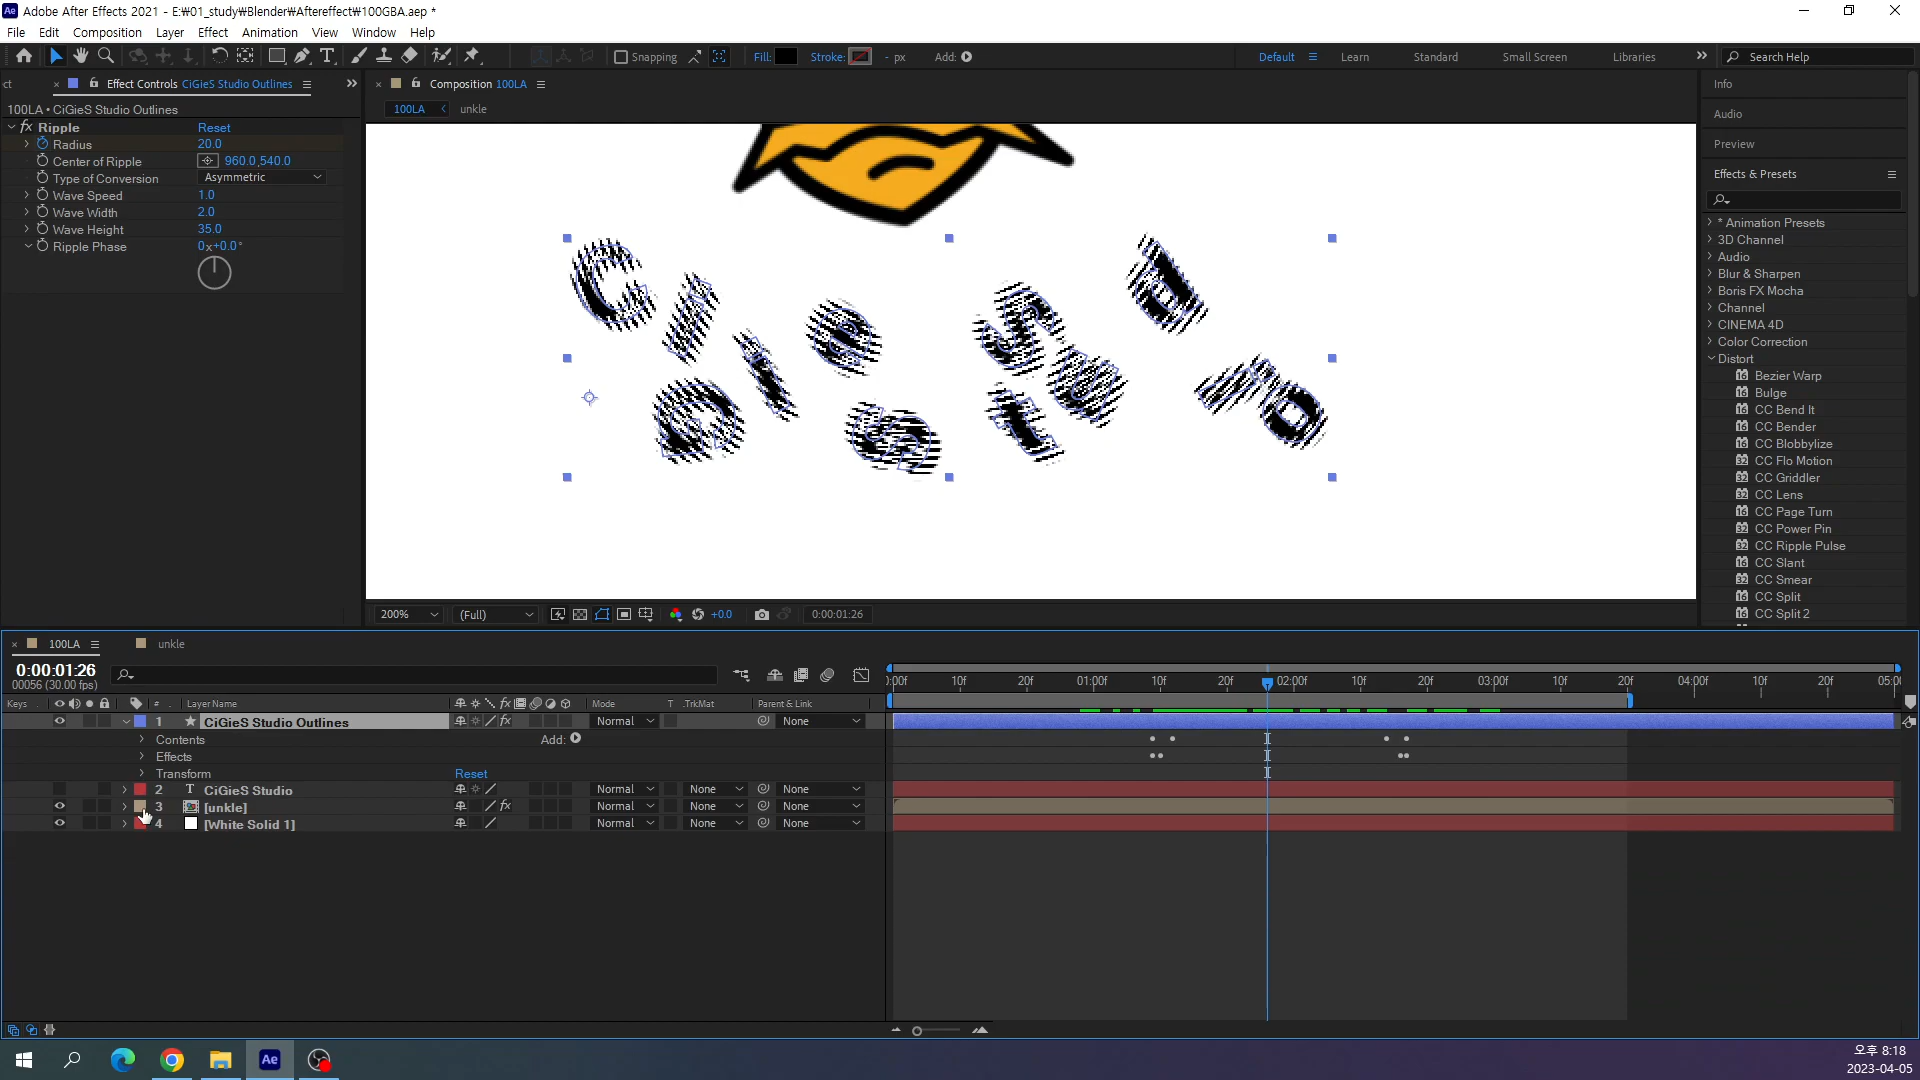 Adobe After Effects 2021 - E:₩01_study₩Blender₩Aftereffect₩100GBA.aep *
File Edit Composition Layer Effect Animation View Window Help
Snapping Fill: Stroke: - px Add: Default Learn Standard Small Screen Libraries Search Help
ct Effect Controls CiGieS Studio Outlines
100LA • CiGieS Studio Outlines
fx Ripple Reset
Radius 20.0
Center of Ripple 960.0,540.0
Type of Conversion Asymmetric
Wave Speed 1.0
Wave Width 2.0
Wave Height 35.0
Ripple Phase 0x+0.0°
Composition 100LA
100LA unkle
C i G i e S S t u d i o
200% (Full) +0.0 0:00:01:26
Info
Audio
Preview
Effects & Presets
* Animation Presets
3D Channel
Audio
Blur & Sharpen
Boris FX Mocha
Channel
CINEMA 4D
Color Correction
Distort
Bezier Warp
Bulge
CC Bend It
CC Bender
CC Blobbylize
CC Flo Motion
CC Griddler
CC Lens
CC Page Turn
CC Power Pin
CC Ripple Pulse
CC Slant
CC Smear
CC Split
CC Split 2
100LA unkle
0:00:01:26
00056 (30.00 fps)
:00f 10f 20f 01:00f 10f 20f 02:00f 10f 20f 03:00f 10f 20f 04:00f 10f 20f 05:0
Keys # Layer Name Mode T .TrkMat Parent & Link
1 CiGieS Studio Outlines Normal None
Contents Add:
Effects
Transform Reset
2 T CiGieS Studio Normal None None
3 [unkle] Normal None None
4 [White Solid 1] Normal None None
Ae
오후 8:18
2023-04-05